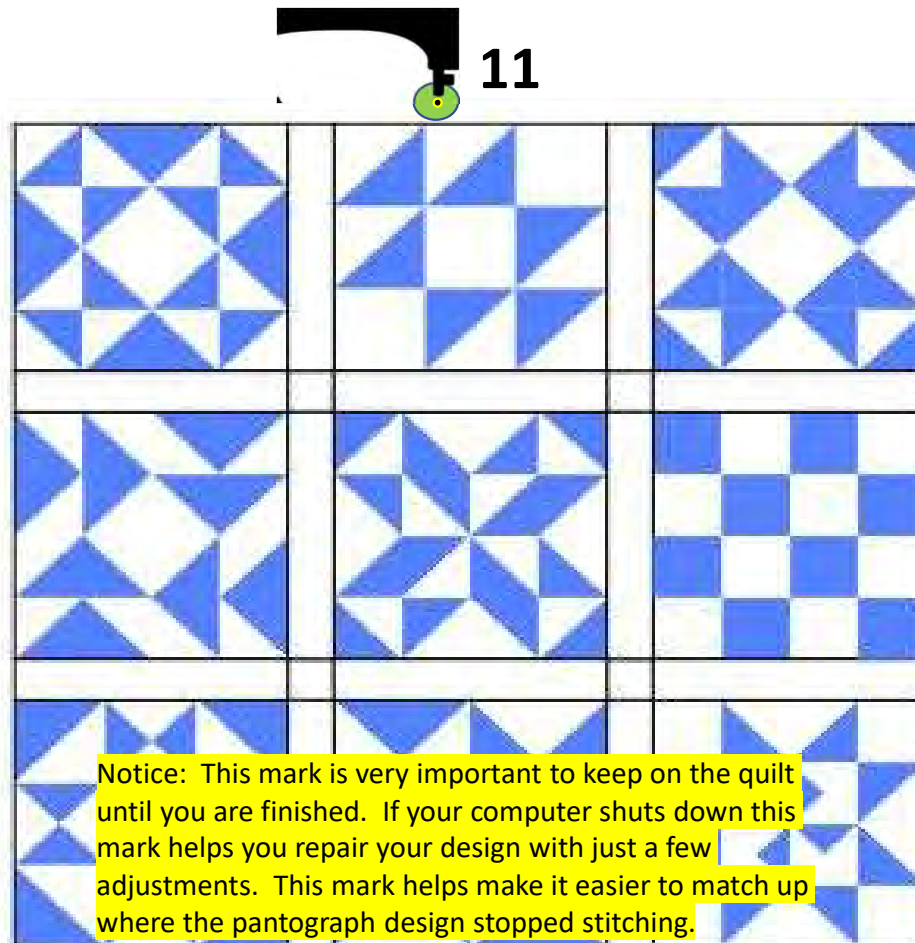 11
Notice: This mark is very important to keep on the quilt
until you are finished. If your computer shuts down this
mark helps you repair your design with just a few
adjustments. This mark helps make it easier to match up
where the pantograph design stopped stitching.